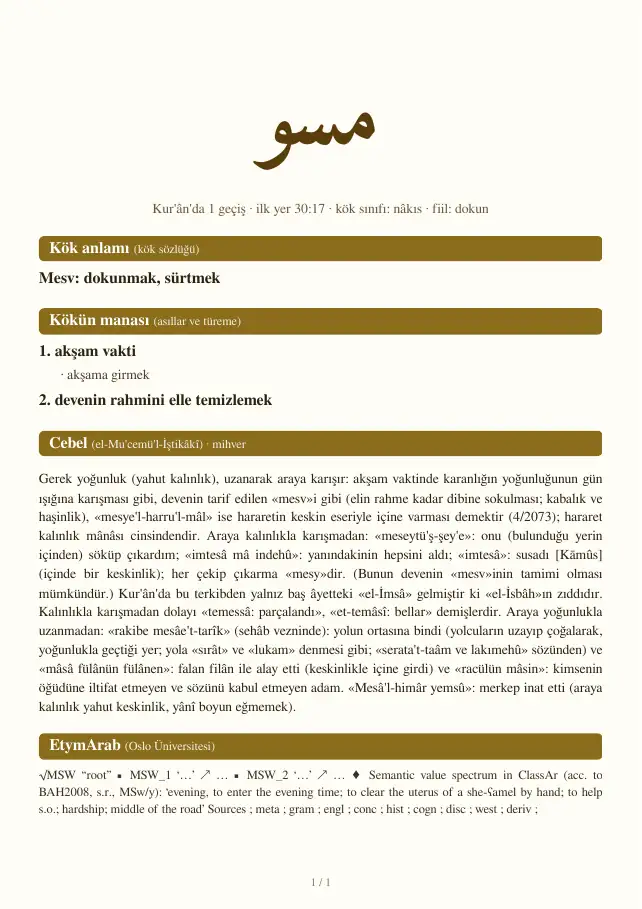 مسو
Kur'ân'da 1 geçiş · ilk yer 30:17 · kök sınıfı: nâkıs · fiil: dokun
Kök anlamı (kök sözlüğü)
Mesv: dokunmak, sürtmek
Kökün manası (asıllar ve türeme)
1. akşam vakti
· akşama girmek
2. devenin rahmini elle temizlemek
Cebel (el-Mu'cemü'l-İştikâkî) · mihver
Gerek yoğunluk (yahut kalınlık), uzanarak araya karışır: akşam vaktinde karanlığın yoğunluğunun gün
ışığına karışması gibi, devenin tarif edilen «mesv»i gibi (elin rahme kadar dibine sokulması; kabalık ve
haşinlik), «mesye'l-harru'l-mâl» ise hararetin keskin eseriyle içine varması demektir (4/2073); hararet
kalınlık mânâsı cinsindendir. Araya kalınlıkla karışmadan: «meseytü'ş-şey'e»: onu (bulunduğu yerin
içinden) söküp çıkardım; «imtesâ mâ indehû»: yanındakinin hepsini aldı; «imtesâ»: susadı [Kāmûs]
(içinde bir keskinlik); her çekip çıkarma «mesy»dir. (Bunun devenin «mesv»inin tamimi olması
mümkündür.) Kur'ân'da bu terkibden yalnız baş âyetteki «el-İmsâ» gelmiştir ki «el-İsbâh»ın zıddıdır.
Kalınlıkla karışmadan dolayı «temessâ: parçalandı», «et-temâsî: bellar» demişlerdir. Araya yoğunlukla
uzanmadan: «rakibe mesâe't-tarîk» (sehâb vezninde): yolun ortasına bindi (yolcuların uzayıp çoğalarak,
yoğunlukla geçtiği yer; yola «sırât» ve «lukam» denmesi gibi; «serata't-taâm ve lakımehû» sözünden) ve
«mâsâ fülânün fülânen»: falan filân ile alay etti (keskinlikle içine girdi) ve «racülün mâsin»: kimsenin
öğüdüne iltifat etmeyen ve sözünü kabul etmeyen adam. «Mesâ'l-himâr yemsû»: merkep inat etti (araya
kalınlık yahut keskinlik, yânî boyun eğmemek).
EtymArab (Oslo Üniversitesi)
√MSW “root” ▪ MSW_1 ‘…’ ↗ … ▪ MSW_2 ‘…’ ↗ … ♦ Semantic value spectrum in ClassAr (acc. to
BAH2008, s.r., MSw/y): ‘evening, to enter the evening time; to clear the uterus of a she-ʕamel by hand; to help
s.o.; hardship; middle of the road’ Sources ; meta ; gram ; engl ; conc ; hist ; cogn ; disc ; west ; deriv ;
1 / 1